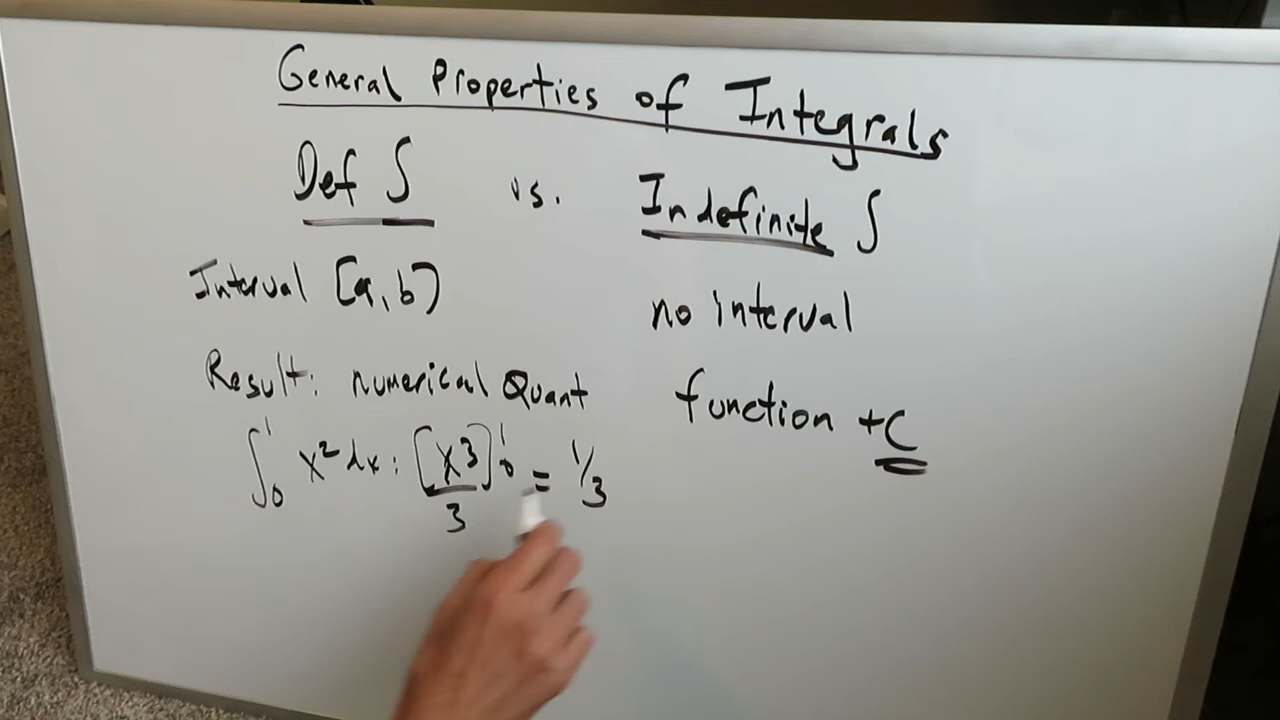 General Properties of Integrals
Def ∫ vs. Indefinite ∫
Interval [a,b]
no interval
Result: numerical Quant
function +C
∫₀¹ x² dx : [x³/3]₀¹ = 1/3